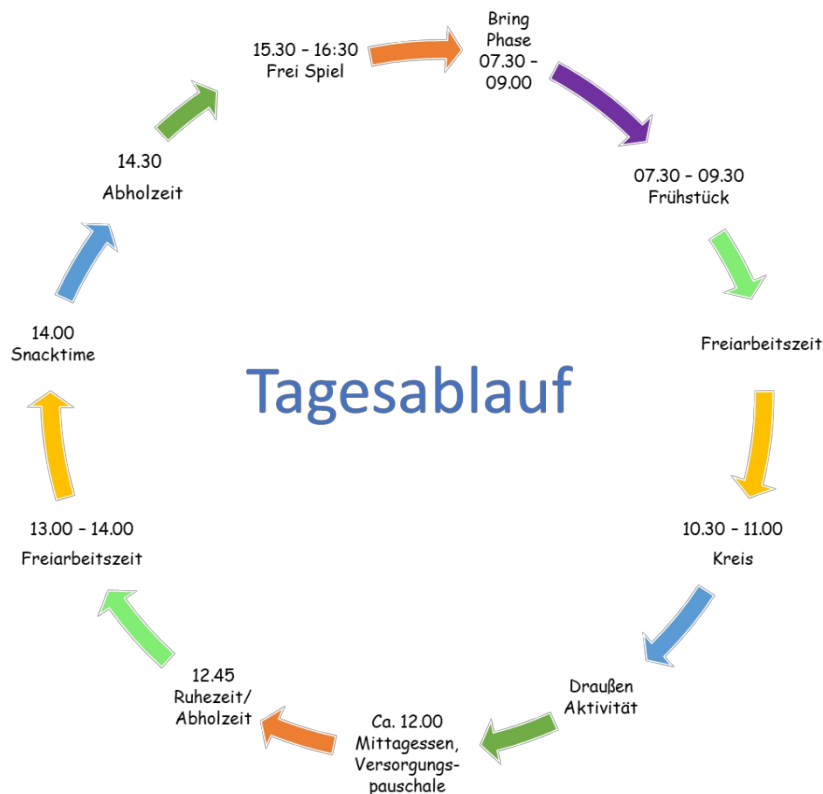 Bring
Phase
07.30 –
09.00
07.30 – 09.30
Frühstück
Freiarbeitszeit
10.30 – 11.00
Kreis
Draußen
Aktivität
Ca. 12.00
Mittagessen,
Versorgungs-
pauschale
12.45
Ruhezeit/
Abholzeit
13.00 – 14.00
Freiarbeitszeit
14.00
Snacktime
14.30
Abholzeit
15.30 – 16:30
Frei Spiel
Tagesablauf